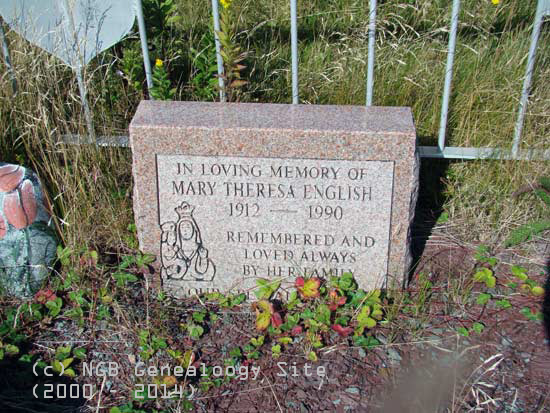 IN LOVING MEMORY OF
MARY THERESA ENGLISH
1912 — 1990
REMEMBERED AND
LOVED ALWAYS
BY HER FAMILY
OUR
(c) NGB Genealogy Site
(2000 - 2014)